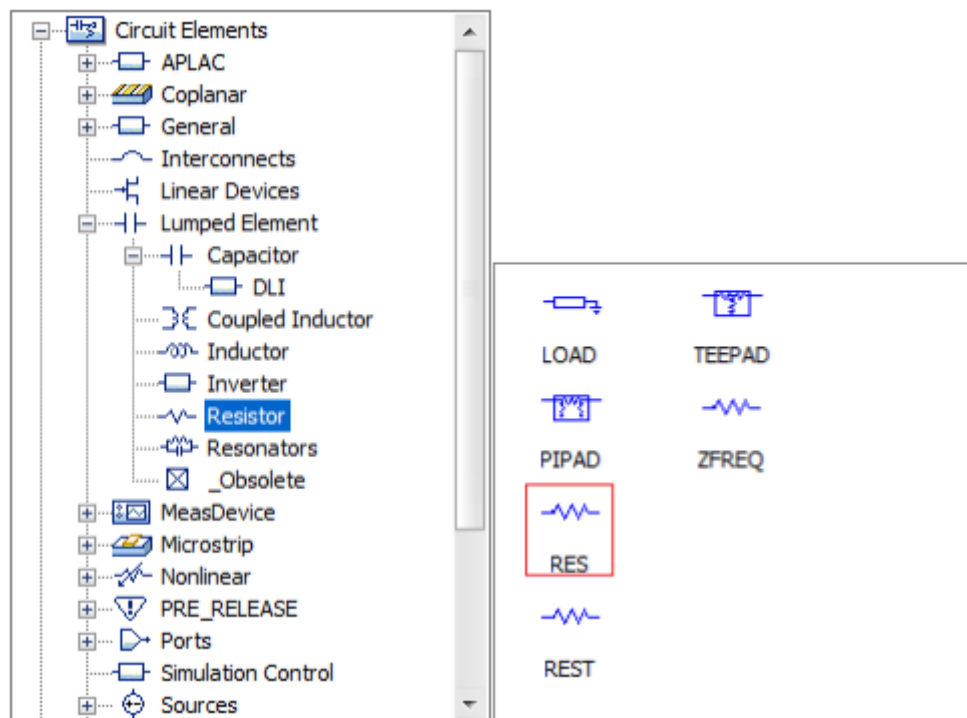 Circuit Elements
APLAC
Coplanar
General
Interconnects
Linear Devices
Lumped Element
Capacitor
DLI
Coupled Inductor
Inductor
Inverter
Resistor
Resonators
_Obsolete
MeasDevice
Microstrip
Nonlinear
PRE_RELEASE
Ports
Simulation Control
Sources
LOAD TEEPAD
PIPAD ZFREQ
RES
REST